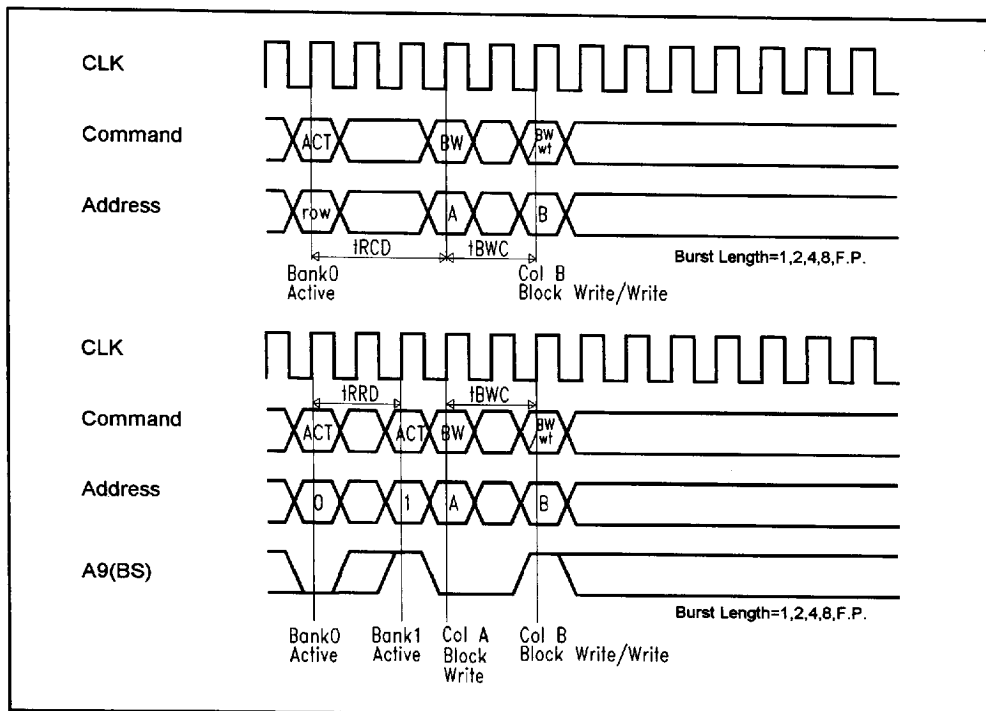 CLK
Command
ACT
BW
BW
wt
Address
row
A
B
tRCD
tBWC
Burst Length=1,2,4,8,F.P.
Bank0
Active
Col B
Block Write/Write
CLK
tRRD
tBWC
Command
ACT
ACT
BW
BW
wt
Address
0
1
A
B
A9(BS)
Burst Length=1,2,4,8,F.P.
Bank0
Active
Bank1
Active
Col A
Block
Write
Col B
Block Write/Write